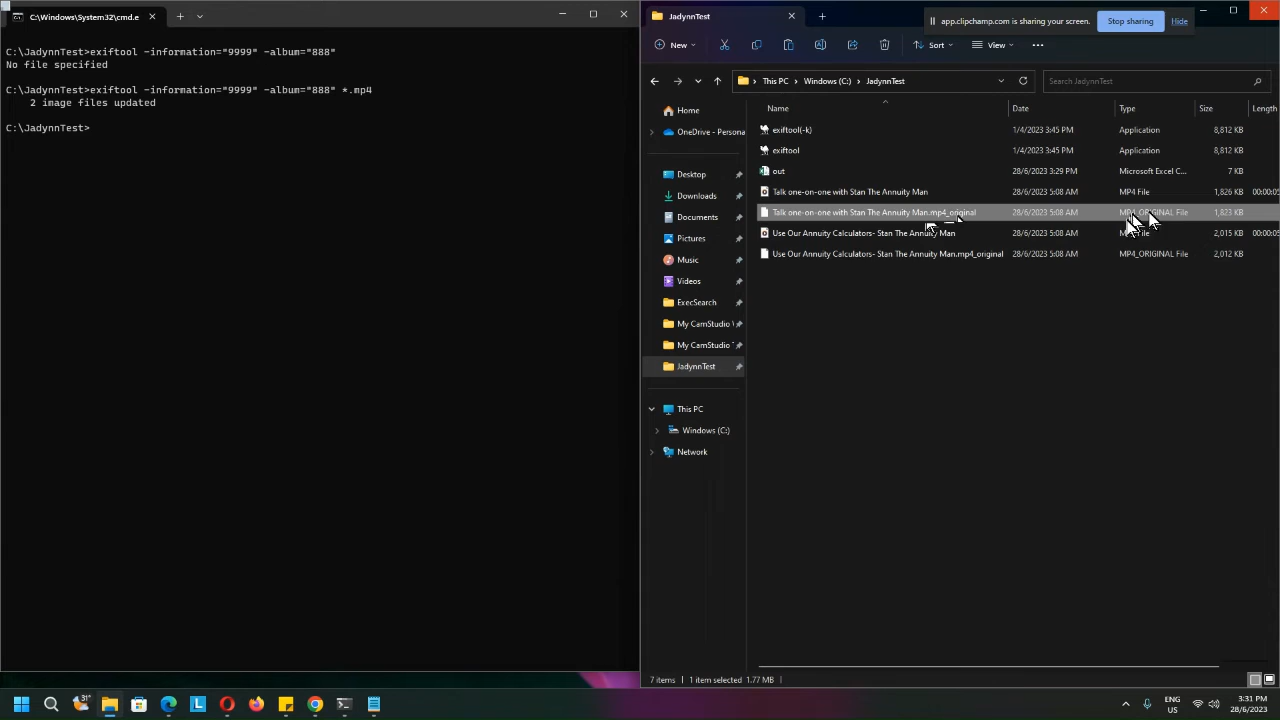 C:\Windows\System32\cmd.e
C:\JadynnTest>exiftool -information="9999" -album="888"
No file specified
C:\JadynnTest>exiftool -information="9999" -album="888" *.mp4
2 image files updated
C:\JadynnTest>
JadynnTest
app.clipchamp.com is sharing your screen.
Stop sharing
Hide
New
Sort
View
This PC > Windows (C:) > JadynnTest
Search JadynnTest
Home
OneDrive - Persona
Desktop
Downloads
Documents
Pictures
Music
Videos
ExecSearch
My CamStudio V
My CamStudio T
JadynnTest
This PC
Windows (C:)
Network
Name Date Type Size Length
exiftool(-k) 1/4/2023 3:45 PM Application 8,812 KB
exiftool 1/4/2023 3:45 PM Application 8,812 KB
out 28/6/2023 3:29 PM Microsoft Excel C... 7 KB
Talk one-on-one with Stan The Annuity Man 28/6/2023 5:08 AM MP4 File 1,826 KB 00:00:05
Talk one-on-one with Stan The Annuity Man.mp4_original 28/6/2023 5:08 AM MP4_ORIGINAL File 1,823 KB
Use Our Annuity Calculators- Stan The Annuity Man 28/6/2023 5:08 AM 2,015 KB 00:00:05
Use Our Annuity Calculators- Stan The Annuity Man.mp4_original 28/6/2023 5:08 AM MP4_ORIGINAL File 2,012 KB
7 items 1 item selected 1.77 MB
31°
ENG
US
3:31 PM
28/6/2023